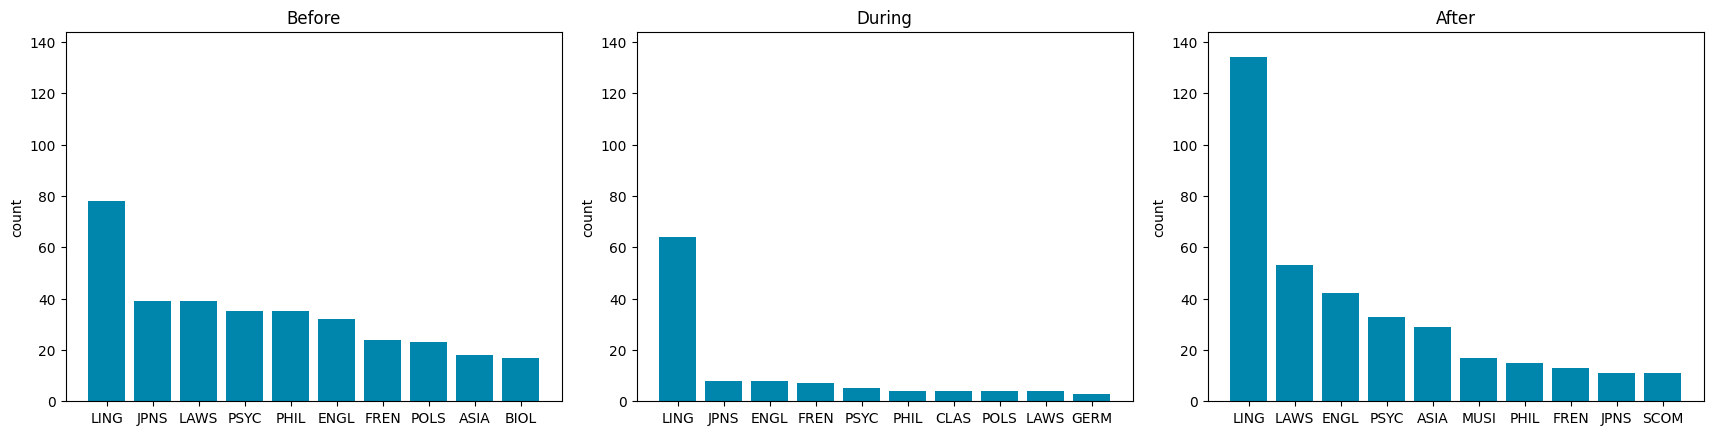 Before
140
120
100
80
60
40
20
0
count
LING JPNS LAWS PSYC PHIL ENGL FREN POLS ASIA BIOL
During
140
120
100
80
60
40
20
0
count
LING JPNS ENGL FREN PSYC PHIL CLAS POLS LAWS GERM
After
140
120
100
80
60
40
20
0
count
LING LAWS ENGL PSYC ASIA MUSI PHIL FREN JPNS SCOM